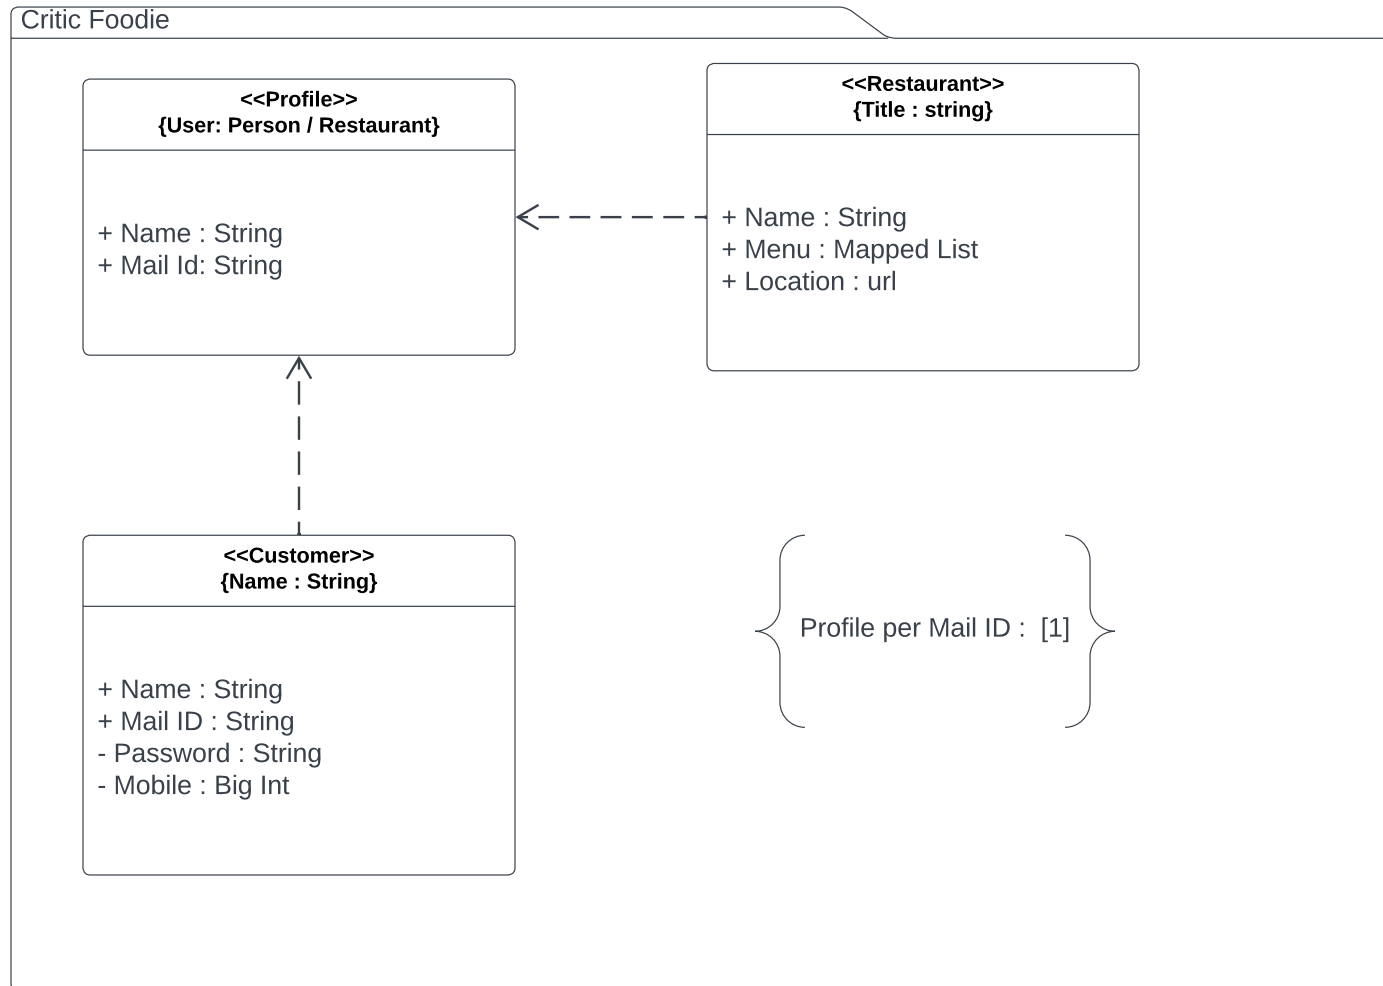 Critic Foodie
<<Profile>>
{User: Person / Restaurant}
+ Name : String
+ Mail Id: String
<<Restaurant>>
{Title : string}
+ Name : String
+ Menu : Mapped List
+ Location : url
<<Customer>>
{Name : String}
+ Name : String
+ Mail ID : String
- Password : String
- Mobile : Big Int
Profile per Mail ID :  [1]